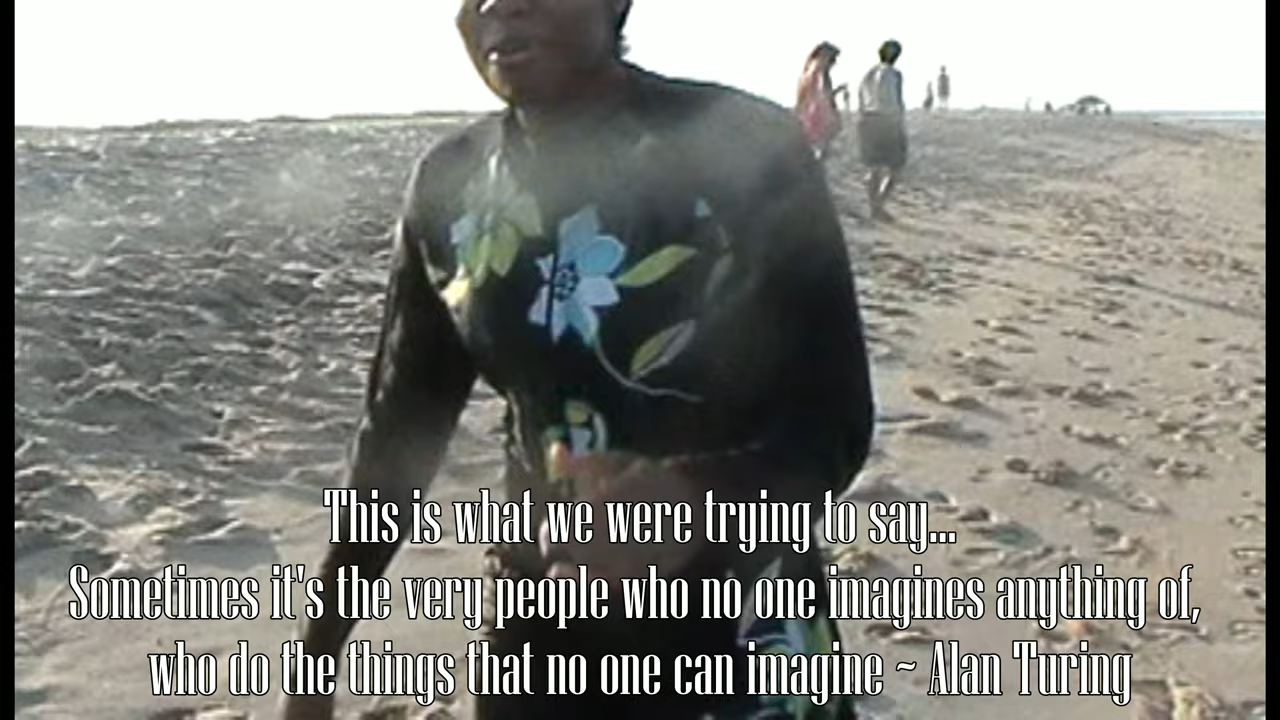 This is what we were trying to say...
Sometimes it's the very people who no one imagines anything of,
who do the things that no one can imagine ~ Alan Turing